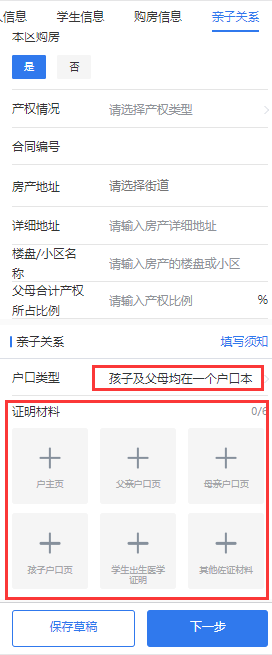 人信息 学生信息 购房信息 亲子关系
本区购房
是 否
产权情况 请选择产权类型
合同编号
房产地址 请选择街道
详细地址 请输入房产详细地址
楼盘/小区名
称 请输入房产的楼盘或小区
父母合计产权
所占比例 请输入产权比例 %
亲子关系 填写须知
户口类型 孩子及父母均在一个户口本
证明材料 0/6
户主页 父亲户口页 母亲户口页
孩子户口页 学生出生医学
证明 其他佐证材料
保存草稿 下一步